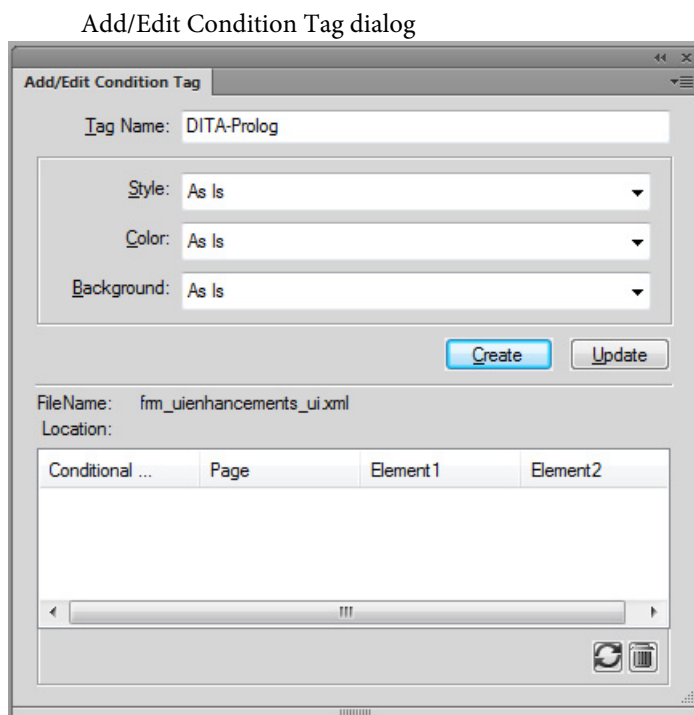 Add/Edit Condition Tag dialog
Add/Edit Condition Tag
Tag Name: DITA-Prolog
Style: As Is
Color: As Is
Background: As Is
Create Update
FileName: frm_uienhancements_ui.xml
Location:
Conditional ... Page Element1 Element2